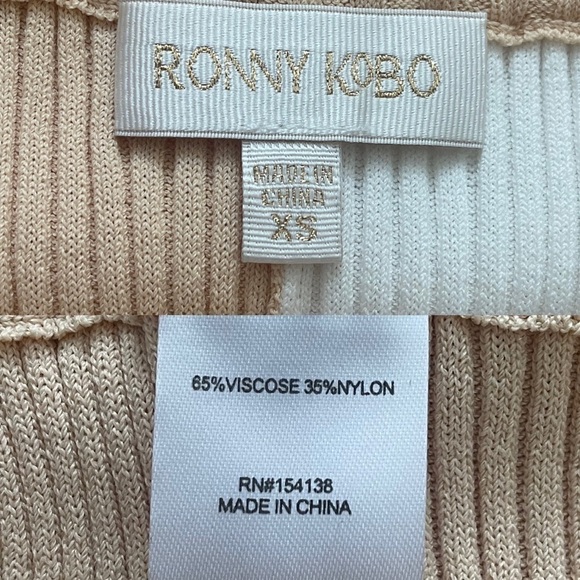 RONNY KOBO
MADE IN
CHINA
XS
65%VISCOSE 35%NYLON
RN#154138
MADE IN CHINA